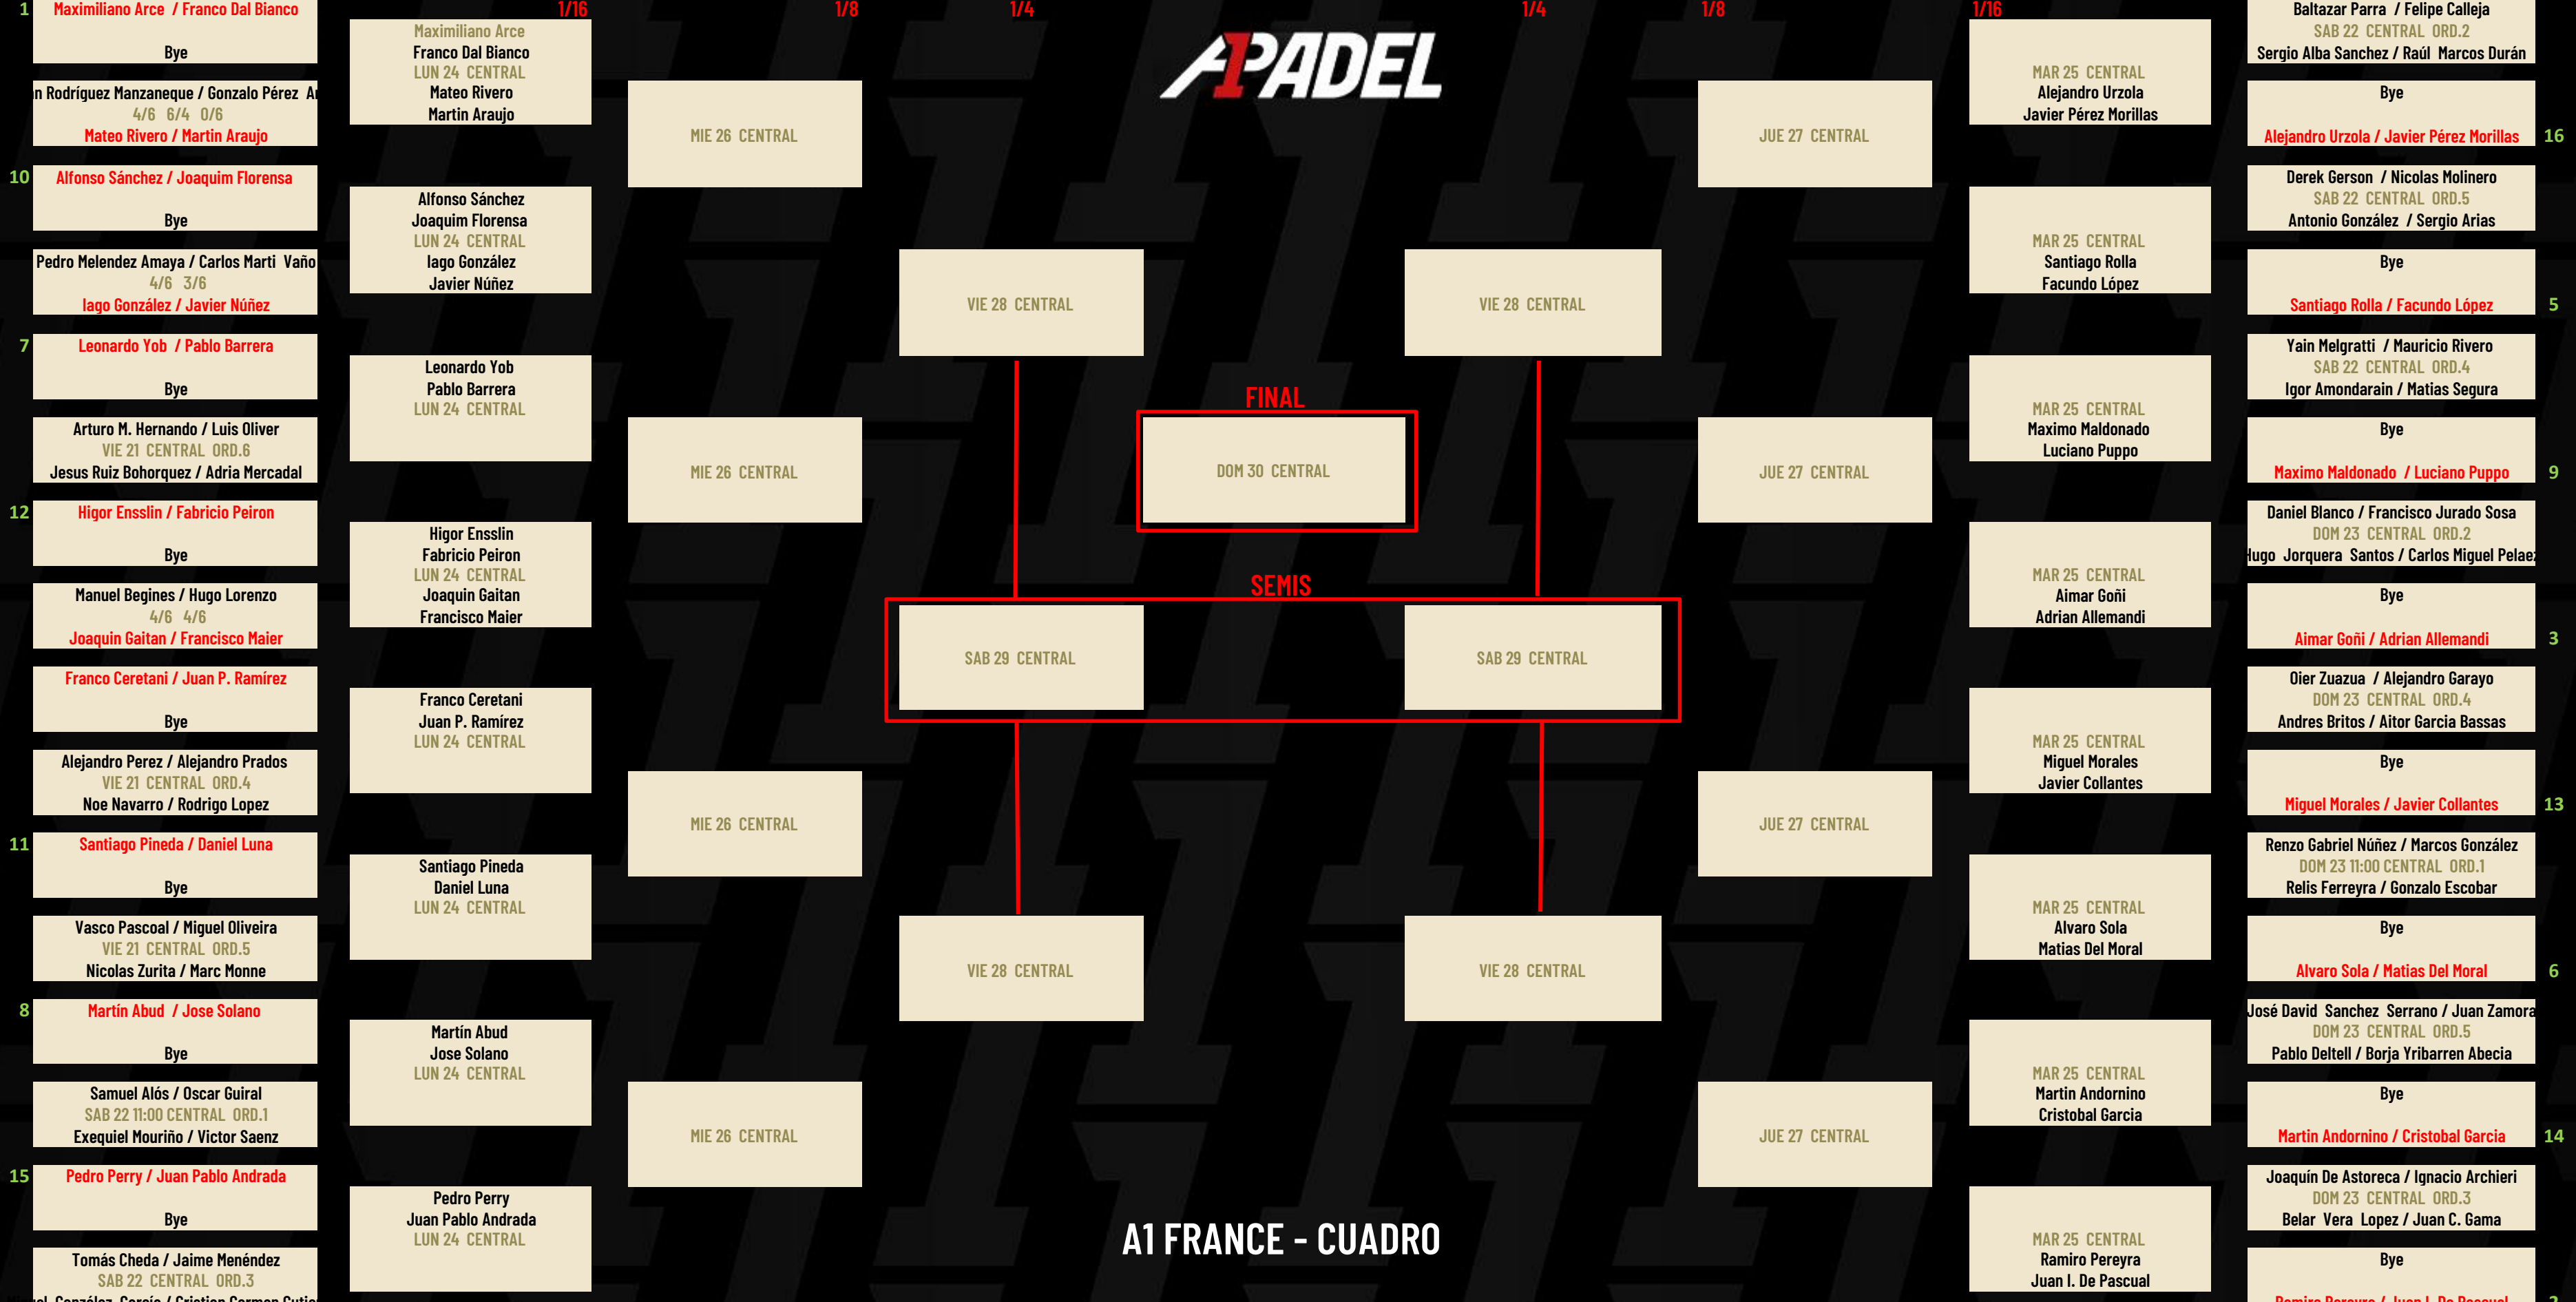 1/16
1/8
1/4
1/4
1/8
1/16
1
Maximiliano Arce / Franco Dal Bianco
Bye
Rodríguez Manzaneque / Gonzalo Pérez
4/6 6/4 0/6
Mateo Rivero / Martin Araujo
10
Alfonso Sánchez / Joaquim Florensa
Bye
Pedro Melendez Amaya / Carlos Marti Vaño
4/6 3/6
Iago González / Javier Núñez
7
Leonardo Yob / Pablo Barrera
Bye
Arturo M. Hernando / Luis Oliver
VIE 21 CENTRAL ORD.6
Jesus Ruiz Bohorquez / Adria Mercadal
12
Higor Ensslin / Fabricio Peiron
Bye
Manuel Begines / Hugo Lorenzo
4/6 4/6
Joaquin Gaitan / Francisco Maier
Franco Ceretani / Juan P. Ramírez
Bye
Alejandro Perez / Alejandro Prados
VIE 21 CENTRAL ORD.4
Noe Navarro / Rodrigo Lopez
11
Santiago Pineda / Daniel Luna
Bye
Vasco Pascoal / Miguel Oliveira
VIE 21 CENTRAL ORD.5
Nicolas Zurita / Marc Monne
8
Martín Abud / Jose Solano
Bye
Samuel Alós / Oscar Guiral
SAB 22 11:00 CENTRAL ORD.1
Exequiel Mouriño / Victor Saenz
15
Pedro Perry / Juan Pablo Andrada
Bye
Tomás Cheda / Jaime Menéndez
SAB 22 CENTRAL ORD.3
Maximiliano Arce
Franco Dal Bianco
LUN 24 CENTRAL
Mateo Rivero
Martin Araujo
Alfonso Sánchez
Joaquim Florensa
LUN 24 CENTRAL
Iago González
Javier Núñez
Leonardo Yob
Pablo Barrera
LUN 24 CENTRAL
Higor Ensslin
Fabricio Peiron
LUN 24 CENTRAL
Joaquin Gaitan
Francisco Maier
Franco Ceretani
Juan P. Ramírez
LUN 24 CENTRAL
Santiago Pineda
Daniel Luna
LUN 24 CENTRAL
Martín Abud
Jose Solano
LUN 24 CENTRAL
Pedro Perry
Juan Pablo Andrada
LUN 24 CENTRAL
MIE 26 CENTRAL
MIE 26 CENTRAL
MIE 26 CENTRAL
MIE 26 CENTRAL
VIE 28 CENTRAL
VIE 28 CENTRAL
A1PADEL
FINAL
DOM 30 CENTRAL
SEMIS
SAB 29 CENTRAL
SAB 29 CENTRAL
A1 FRANCE - CUADRO
VIE 28 CENTRAL
VIE 28 CENTRAL
JUE 27 CENTRAL
JUE 27 CENTRAL
JUE 27 CENTRAL
JUE 27 CENTRAL
MAR 25 CENTRAL
Alejandro Urzola
Javier Pérez Morillas
MAR 25 CENTRAL
Santiago Rolla
Facundo López
MAR 25 CENTRAL
Maximo Maldonado
Luciano Puppo
MAR 25 CENTRAL
Aimar Goñi
Adrian Allemandi
MAR 25 CENTRAL
Miguel Morales
Javier Collantes
MAR 25 CENTRAL
Alvaro Sola
Matias Del Moral
MAR 25 CENTRAL
Martin Andornino
Cristobal Garcia
MAR 25 CENTRAL
Ramiro Pereyra
Juan I. De Pascual
Baltazar Parra / Felipe Calleja
SAB 22 CENTRAL ORD.2
Sergio Alba Sanchez / Raúl Marcos Durán
Bye
Alejandro Urzola / Javier Pérez Morillas
16
Derek Gerson / Nicolas Molinero
SAB 22 CENTRAL ORD.5
Antonio González / Sergio Arias
Bye
Santiago Rolla / Facundo López
5
Yain Melgratti / Mauricio Rivero
SAB 22 CENTRAL ORD.4
Igor Amondarain / Matias Segura
Bye
Maximo Maldonado / Luciano Puppo
9
Daniel Blanco / Francisco Jurado Sosa
DOM 23 CENTRAL ORD.2
Hugo Jorquera Santos / Carlos Miguel Pelaez
Bye
Aimar Goñi / Adrian Allemandi
3
Oier Zuazua / Alejandro Garayo
DOM 23 CENTRAL ORD.4
Andres Britos / Aitor Garcia Bassas
Bye
Miguel Morales / Javier Collantes
13
Renzo Gabriel Núñez / Marcos González
DOM 23 11:00 CENTRAL ORD.1
Relis Ferreyra / Gonzalo Escobar
Bye
Alvaro Sola / Matias Del Moral
6
José David Sanchez Serrano / Juan Zamora
DOM 23 CENTRAL ORD.5
Pablo Deltell / Borja Yribarren Abecia
Bye
Martin Andornino / Cristobal Garcia
14
Joaquín De Astoreca / Ignacio Archieri
DOM 23 CENTRAL ORD.3
Belar Vera Lopez / Juan C. Gama
Bye
Ramiro Pereyra / Juan I. De Pascual